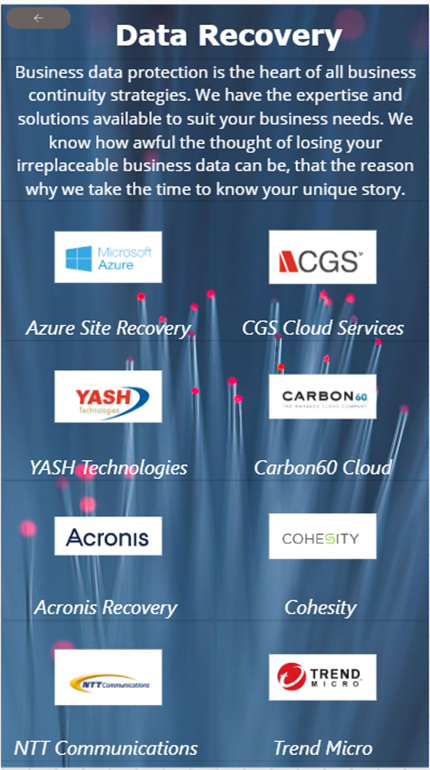 Data Recovery
Business data protection is the heart of all business
continuity strategies. We have the expertise and
solutions available to suit your business needs. We
know how awful the thought of losing your
irreplaceable business data can be, that the reason
why we take the time to know your unique story.
Microsoft
Azure
CGS
Azure Site Recovery
CGS Cloud Services
YASH
Technologies
CARBON60
THE MANAGED CLOUD COMPANY
YASH Technologies
Carbon60 Cloud
Acronis
COHESITY
Acronis Recovery
Cohesity
NTT Communications
TREND
MICRO
NTT Communications
Trend Micro